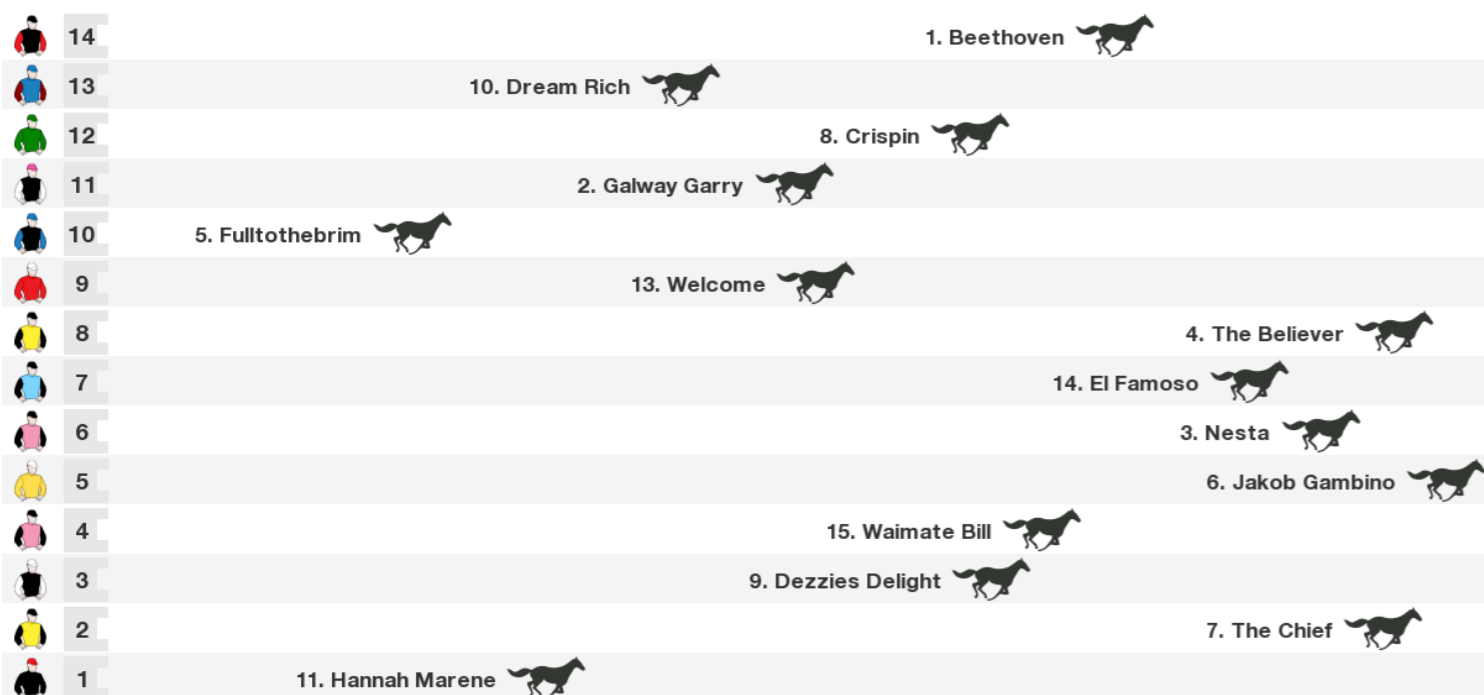 14 1. Beethoven
13 10. Dream Rich
12 8. Crispin
11 2. Galway Garry
10 5. Fulltothebrim
9 13. Welcome
8 4. The Believer
7 14. El Famoso
6 3. Nesta
5 6. Jakob Gambino
4 15. Waimate Bill
3 9. Dezzies Delight
2 7. The Chief
1 11. Hannah Marene